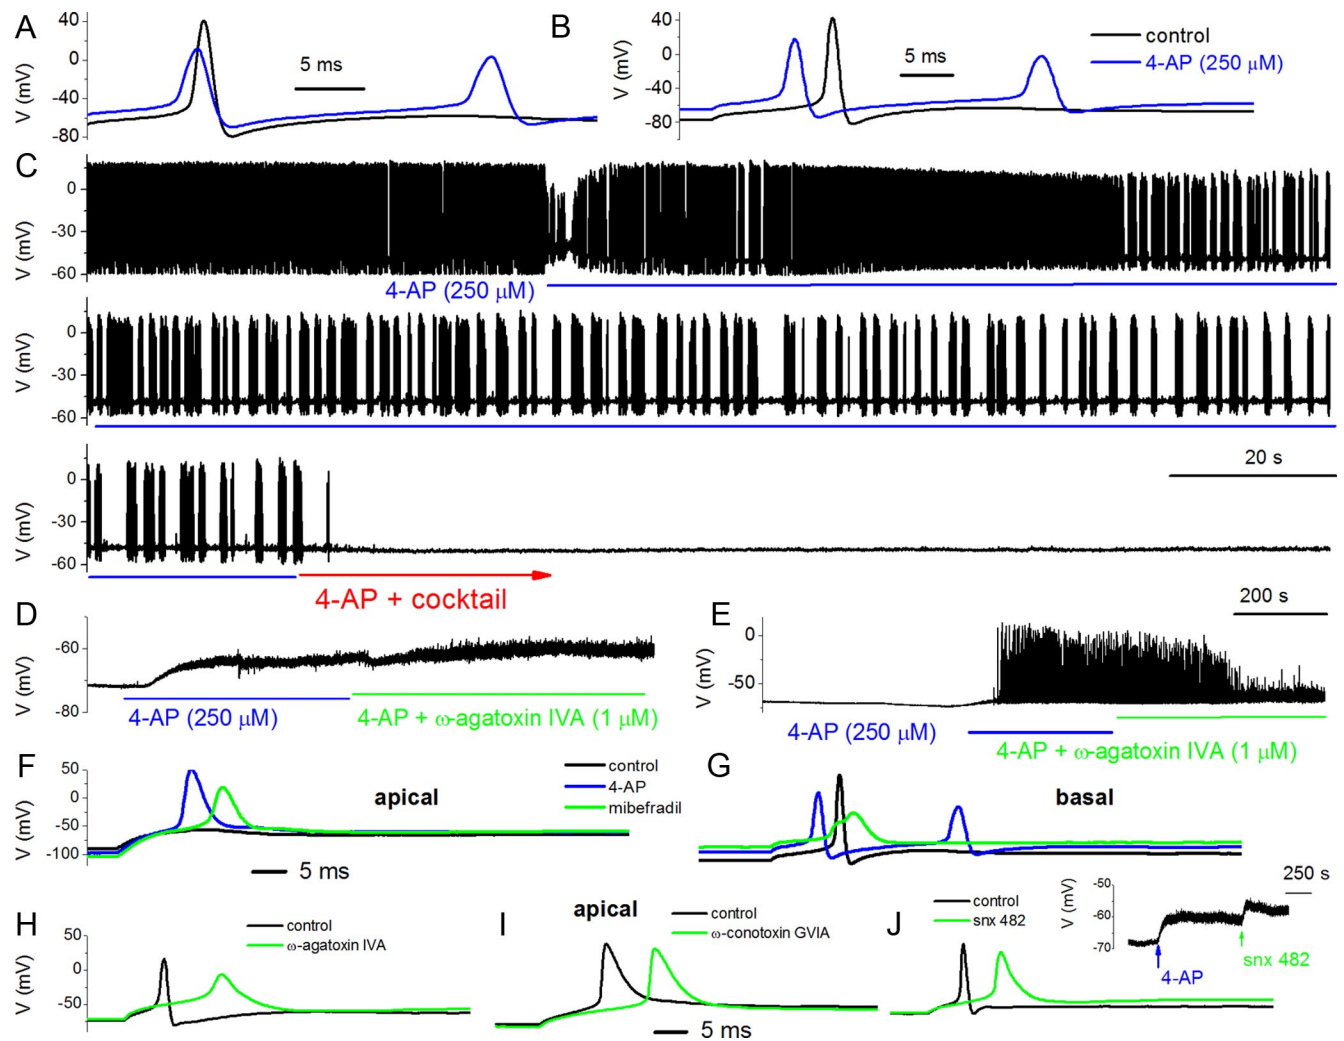 A
40
0
-40
-80
V (mV)
5 ms
B
40
0
-40
-80
V (mV)
5 ms
control
4-AP (250 µM)
C
0
-30
-60
V (mV)
4-AP (250 µM)
0
-30
-60
V (mV)
0
-30
-60
V (mV)
20 s
4-AP + cocktail
D
-60
-80
V (mV)
4-AP (250 µM)
4-AP + ω-agatoxin IVA (1 µM)
E
0
-50
V (mV)
200 s
4-AP (250 µM)
4-AP + ω-agatoxin IVA (1 µM)
F
50
0
-50
-100
V (mV)
apical
control
4-AP
mibefradil
5 ms
G
basal
H
50
0
-50
V (mV)
control
ω-agatoxin IVA
I
apical
control
ω-conotoxin GVIA
5 ms
J
control
snx 482
-50
-60
-70
V (mV)
250 s
4-AP
snx 482